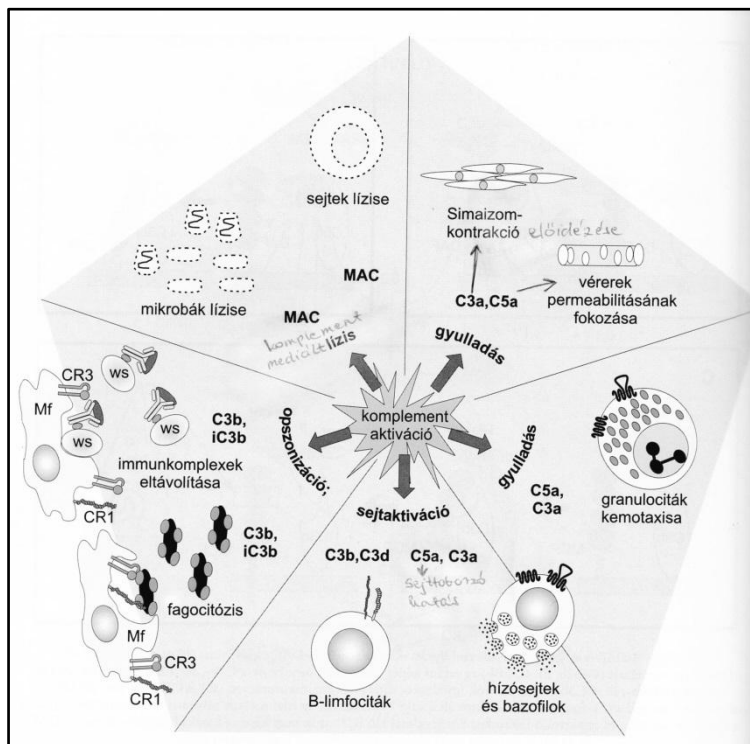 sejtek lízise
mikrobák lízise
MAC
MAC
komplement
mediált lízis
Simaizom-
kontrakció előidézése
C3a,C5a
vérerek
permeabilitásának
fokozása
gyulladás
komplement
aktiváció
CR3
Mf
ws
ws
ws
C3b,
iC3b
immunkomplexek
eltávolítása
CR1
opszonizáció;
C3b,
iC3b
fagocitózis
Mf
CR3
CR1
sejtaktiváció
C3b,C3d
C5a, C3a
sejttoborzó
hatás
B-limfociták
gyulladás
C5a,
C3a
granulociták
kemotaxisa
hízósejtek
és bazofilok